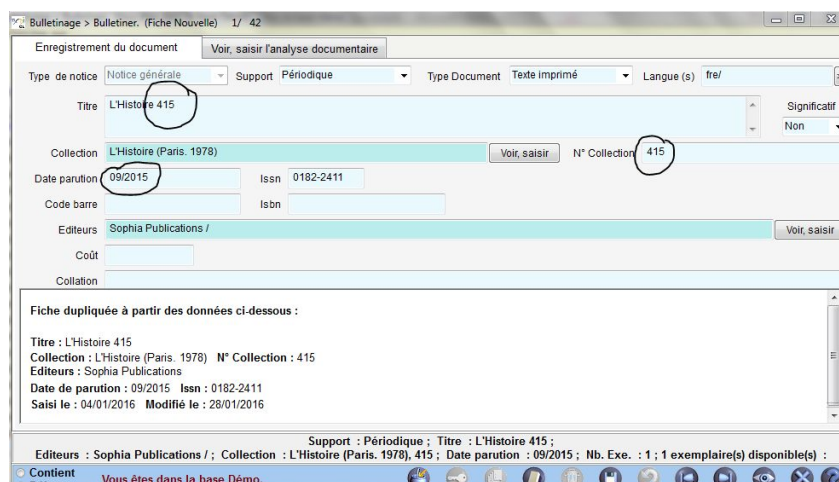 Bulletinage > Bulletiner. (Fiche Nouvelle) 1/ 42
Enregistrement du document Voir, saisir l'analyse documentaire
Type de notice Notice générale Support Périodique Type Document Texte imprimé Langue (s) fre/
Titre L'Histoire 415 Significatif
Non
Collection L'Histoire (Paris. 1978) Voir, saisir N° Collection 415
Date parution 09/2015 Issn 0182-2411
Code barre Isbn
Editeurs Sophia Publications / Voir, saisir
Coût
Collation
Fiche dupliquée à partir des données ci-dessous :
Titre : L'Histoire 415
Collection : L'Histoire (Paris. 1978) N° Collection : 415
Editeurs : Sophia Publications
Date de parution : 09/2015 Issn : 0182-2411
Saisi le : 04/01/2016 Modifié le : 28/01/2016
Support : Périodique ; Titre : L'Histoire 415 ;
Editeurs : Sophia Publications / ; Collection : L'Histoire (Paris. 1978), 415 ; Date parution : 09/2015 ; Nb. Exe. : 1 ; 1 exemplaire(s) disponible(s) :
Contient
Vous êtes dans la base Démo.